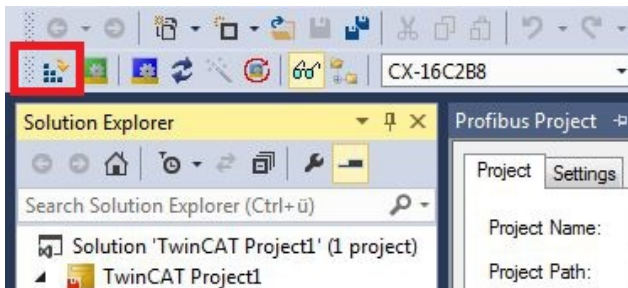 CX-16C2B8
Solution Explorer
Profibus Project
Project Settings
Search Solution Explorer (Ctrl+ü)
Project Name:
Solution 'TwinCAT Project1' (1 project)
Project Path:
TwinCAT Project1